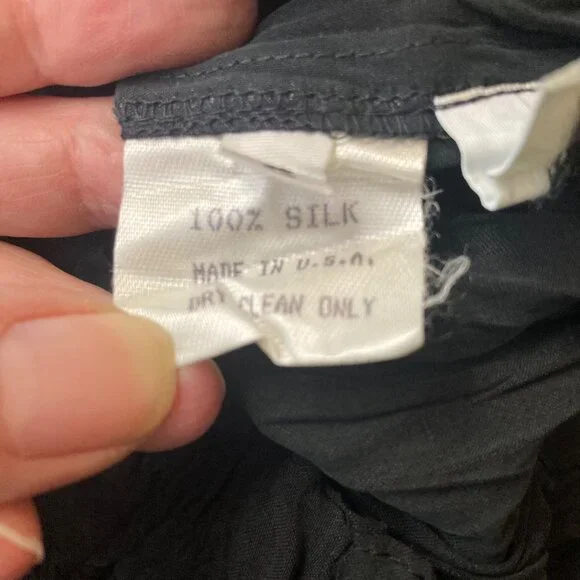 100% SILK
MADE IN U.S.A.
DRY CLEAN ONLY